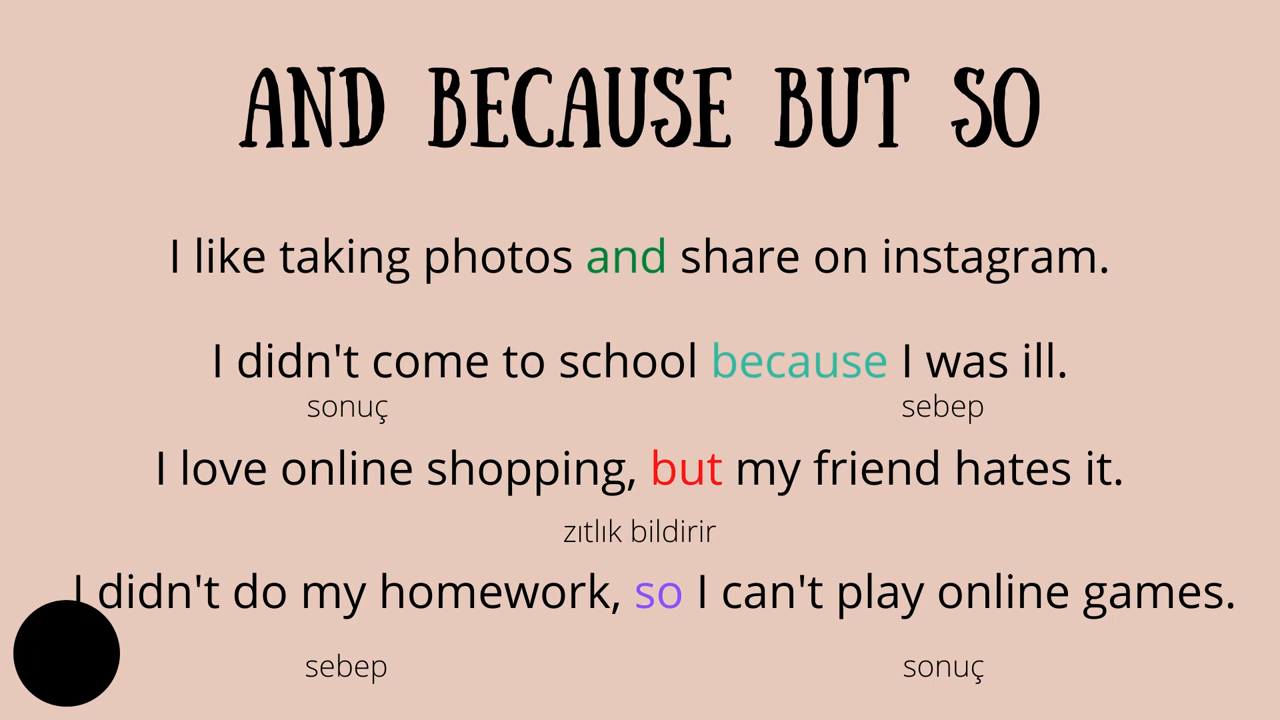 AND BECAUSE BUT SO
I like taking photos and share on instagram.
I didn't come to school because I was ill.
sonuç sebep
I love online shopping, but my friend hates it.
zıtlık bildirir
I didn't do my homework, so I can't play online games.
sebep sonuç